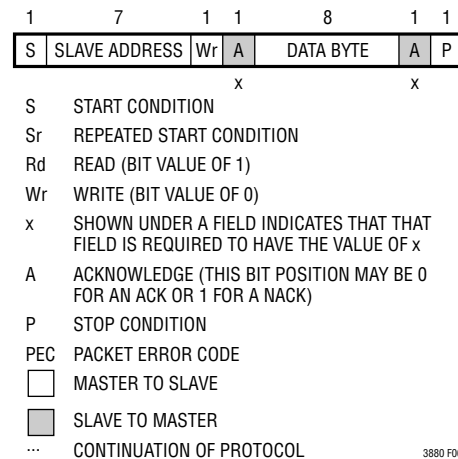 1 7 1 1 8 1 1
S SLAVE ADDRESS Wr A DATA BYTE A P
x x
S START CONDITION
Sr REPEATED START CONDITION
Rd READ (BIT VALUE OF 1)
Wr WRITE (BIT VALUE OF 0)
x SHOWN UNDER A FIELD INDICATES THAT THAT
FIELD IS REQUIRED TO HAVE THE VALUE OF x
A ACKNOWLEDGE (THIS BIT POSITION MAY BE 0
FOR AN ACK OR 1 FOR A NACK)
P STOP CONDITION
PEC PACKET ERROR CODE
MASTER TO SLAVE
SLAVE TO MASTER
... CONTINUATION OF PROTOCOL
3880